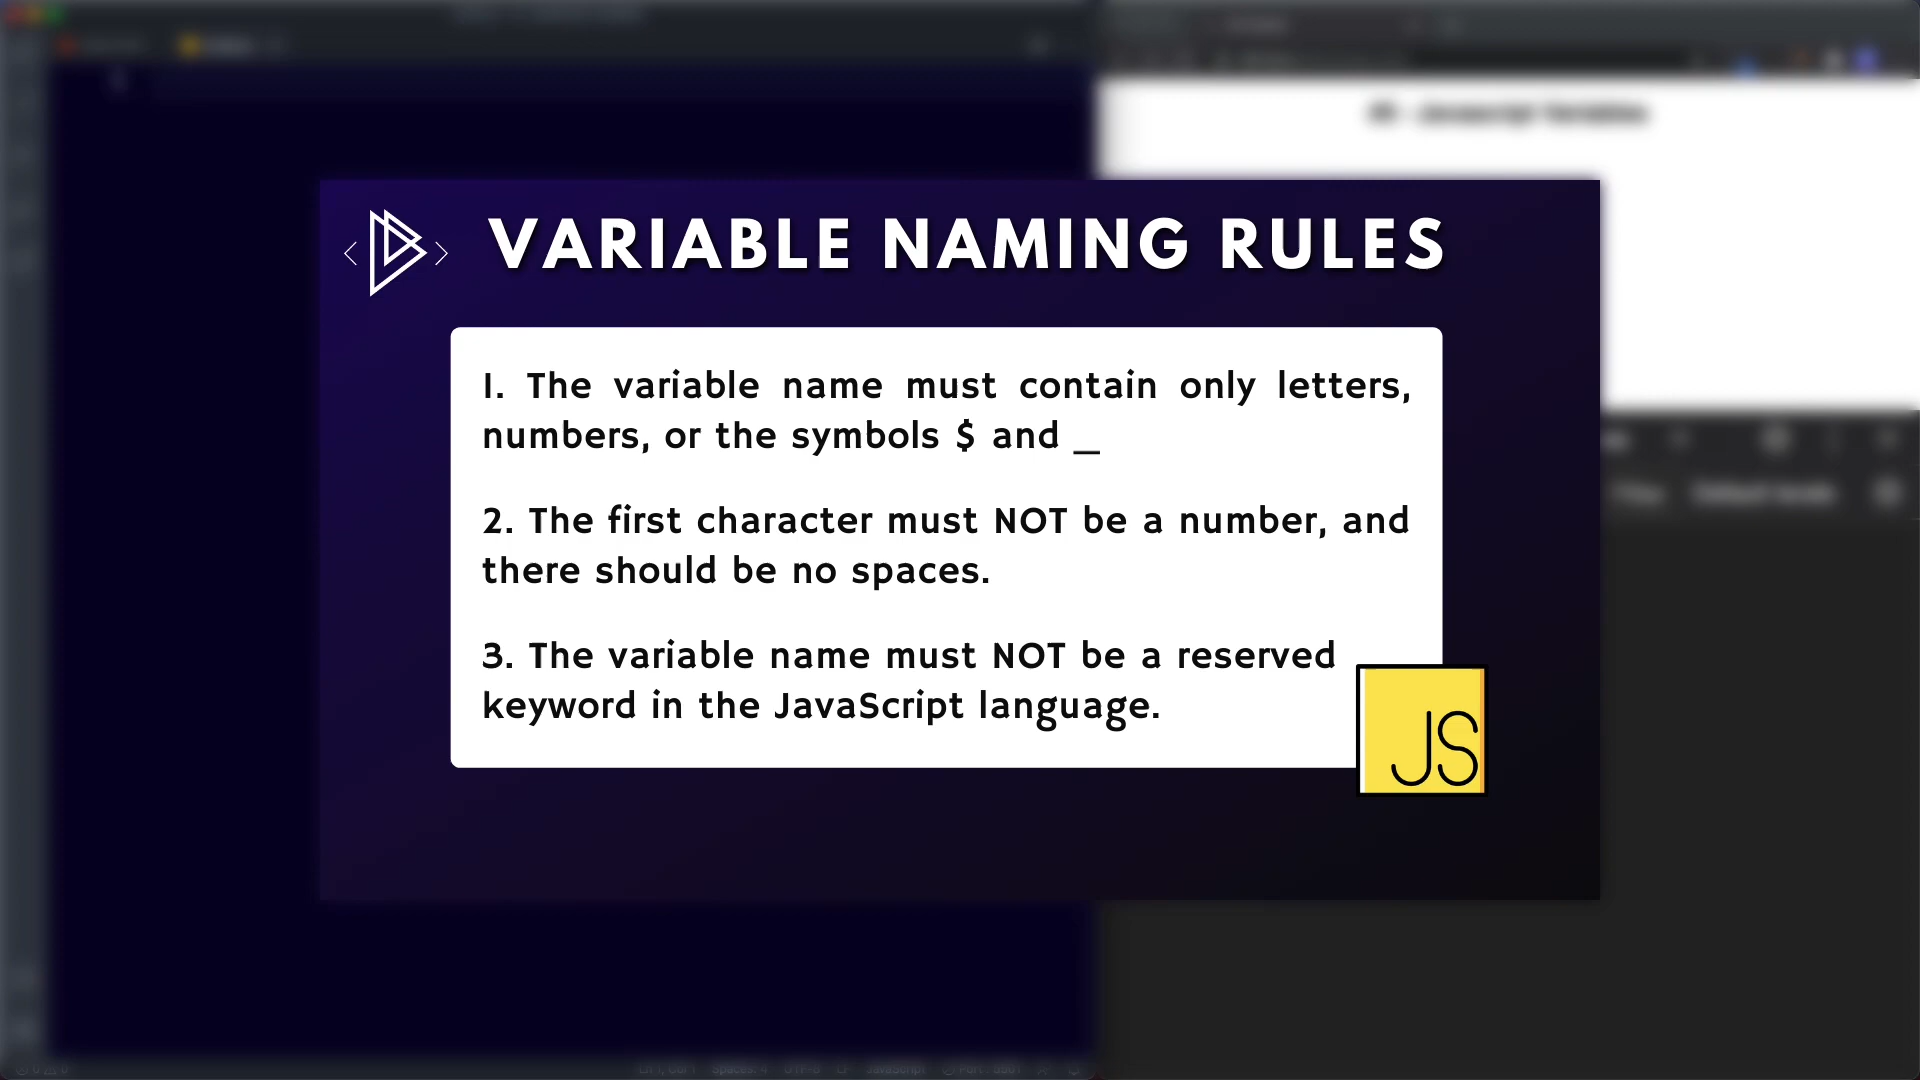 VARIABLE NAMING RULES
1. The variable name must contain only letters,
numbers, or the symbols $ and _
2. The first character must NOT be a number, and
there should be no spaces.
3. The variable name must NOT be a reserved
keyword in the JavaScript language.
JS